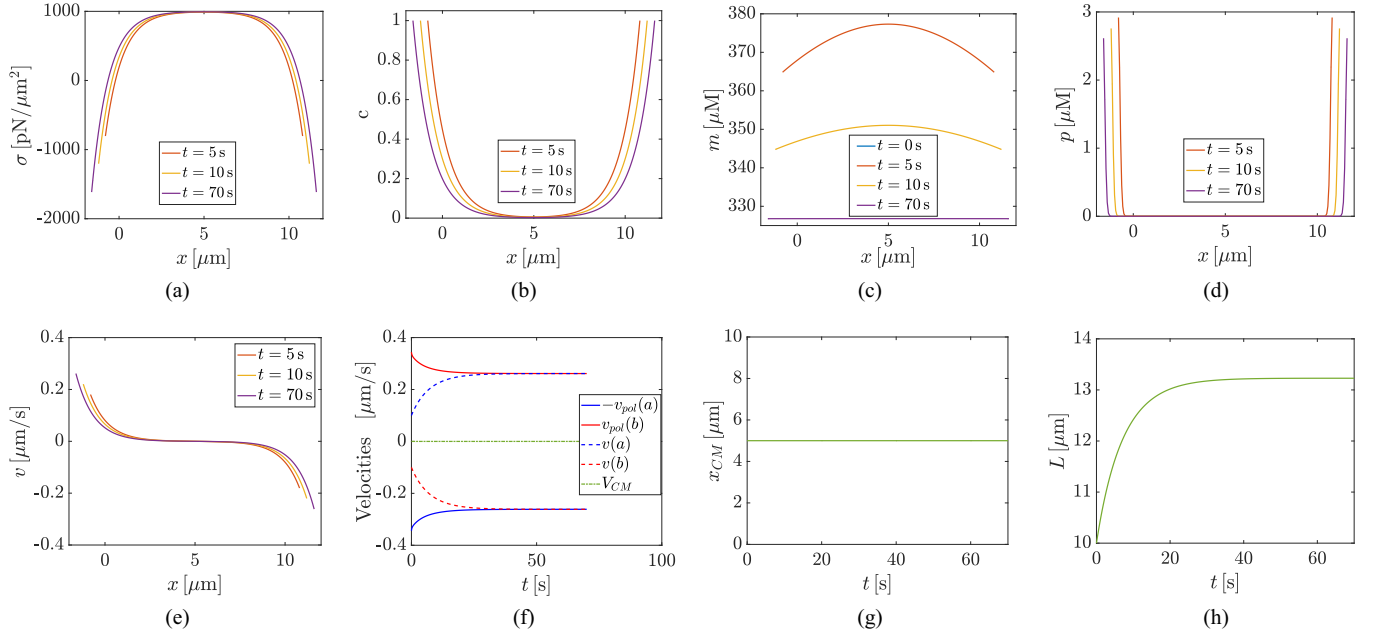 1000
0
-1000
-2000
σ [pN/μm²]
t = 5 s
t = 10 s
t = 70 s
0 5 10
x [μm]
(a)
1
0.8
0.6
0.4
0.2
0
c
t = 5 s
t = 10 s
t = 70 s
0 5 10
x [μm]
(b)
380
370
360
350
340
330
m [μM]
t = 0 s
t = 5 s
t = 10 s
t = 70 s
0 5 10
x [μm]
(c)
3
2
1
0
p [μM]
t = 5 s
t = 10 s
t = 70 s
0 5 10
x [μm]
(d)
0.4
0.2
0
-0.2
-0.4
v [μm/s]
t = 5 s
t = 10 s
t = 70 s
0 5 10
x [μm]
(e)
0.4
0.2
0
-0.2
-0.4
Velocities [μm/s]
−v_pol(a)
v_pol(b)
v(a)
v(b)
V_CM
0 50 100
t [s]
(f)
10
8
6
4
2
0
x_CM [μm]
0 20 40 60
t [s]
(g)
14
13
12
11
10
L [μm]
0 20 40 60
t [s]
(h)